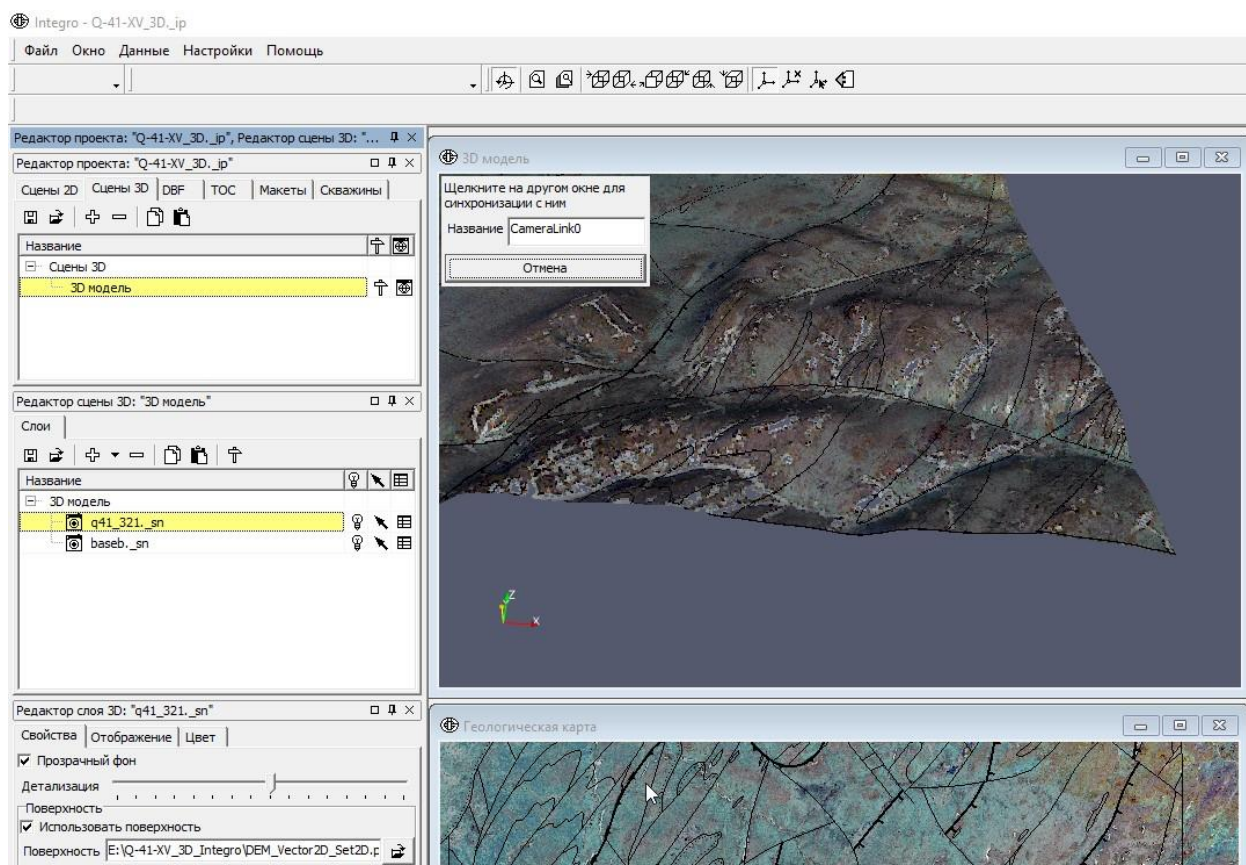 Integro - Q-41-XV_3D._ip
Файл Окно Данные Настройки Помощь
Редактор проекта: "Q-41-XV_3D._ip", Редактор сцены 3D: "...
Редактор проекта: "Q-41-XV_3D._ip"
Сцены 2D Сцены 3D DBF TOC Макеты Скважины
Название
Сцены 3D
3D модель
Редактор сцены 3D: "3D модель"
Слои
Название
3D модель
q41_321._sn
baseb._sn
Редактор слоя 3D: "q41_321._sn"
Свойства Отображение Цвет
Прозрачный фон
Детализация
Поверхность
Использовать поверхность
Поверхность E:\Q-41-XV_3D_Integro\DEM_Vector2D_Set2D.p
3D модель
Щелкните на другом окне для
синхронизации с ним
Название CameraLink0
Отмена
Z
X
Геологическая карта